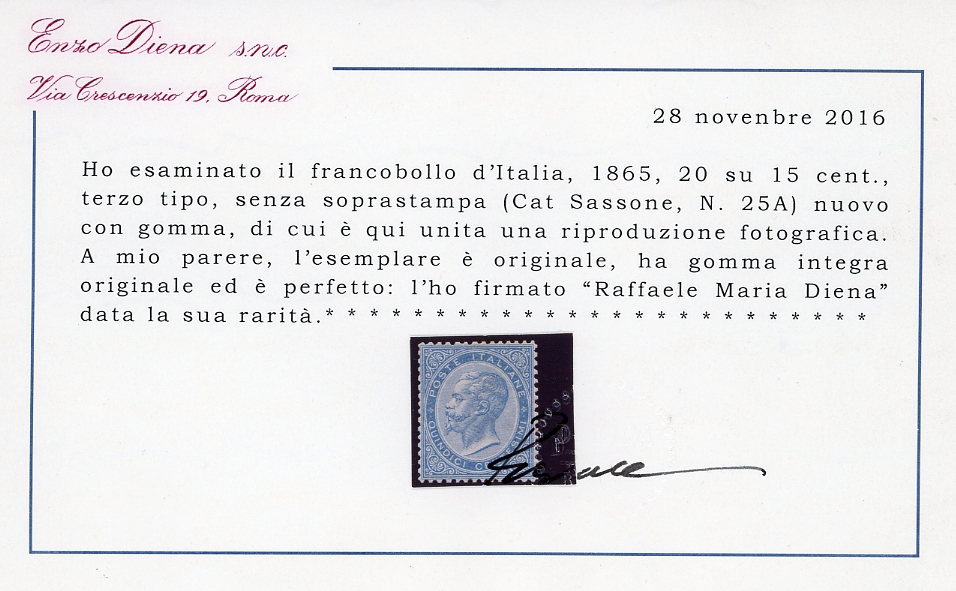 Enzo Diena s.n.c.
Via Crescenzio 19, Roma
28 novenbre 2016
Ho esaminato il francobollo d'Italia, 1865, 20 su 15 cent.,
terzo tipo, senza soprastampa (Cat Sassone, N. 25A) nuovo
con gomma, di cui è qui unita una riproduzione fotografica.
A mio parere, l'esemplare è originale, ha gomma integra
originale ed è perfetto: l'ho firmato “Raffaele Maria Diena”
data la sua rarità.* * * * * * * * * * * * * * * * * * * * * * * * *
POSTE ITALIANE
QUINDICI